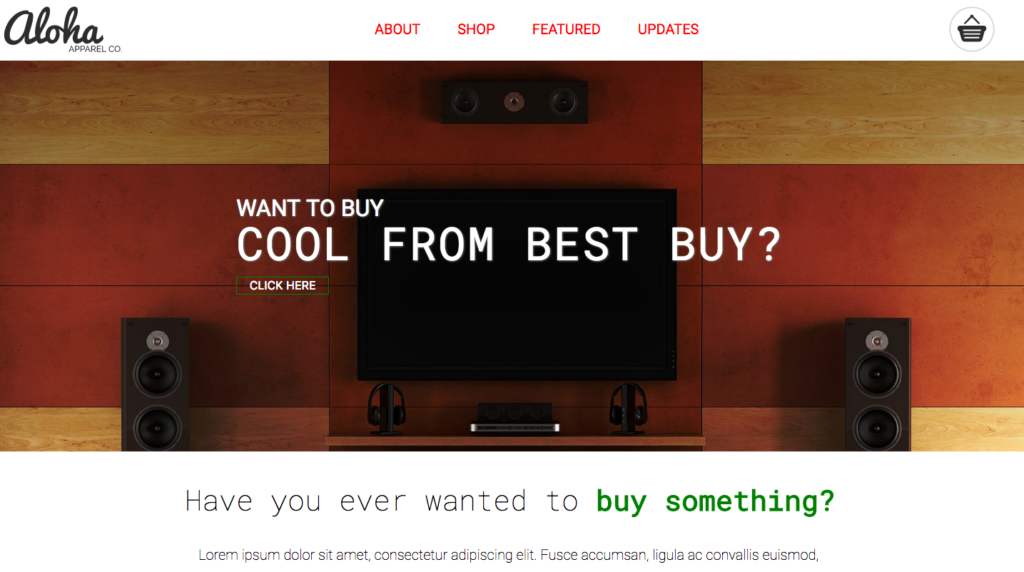 Aloha
APPAREL CO.
ABOUT SHOP FEATURED UPDATES
WANT TO BUY
COOL FROM BEST BUY?
CLICK HERE
Have you ever wanted to buy something?
Lorem ipsum dolor sit amet, consectetur adipiscing elit. Fusce accumsan, ligula ac convallis euismod,